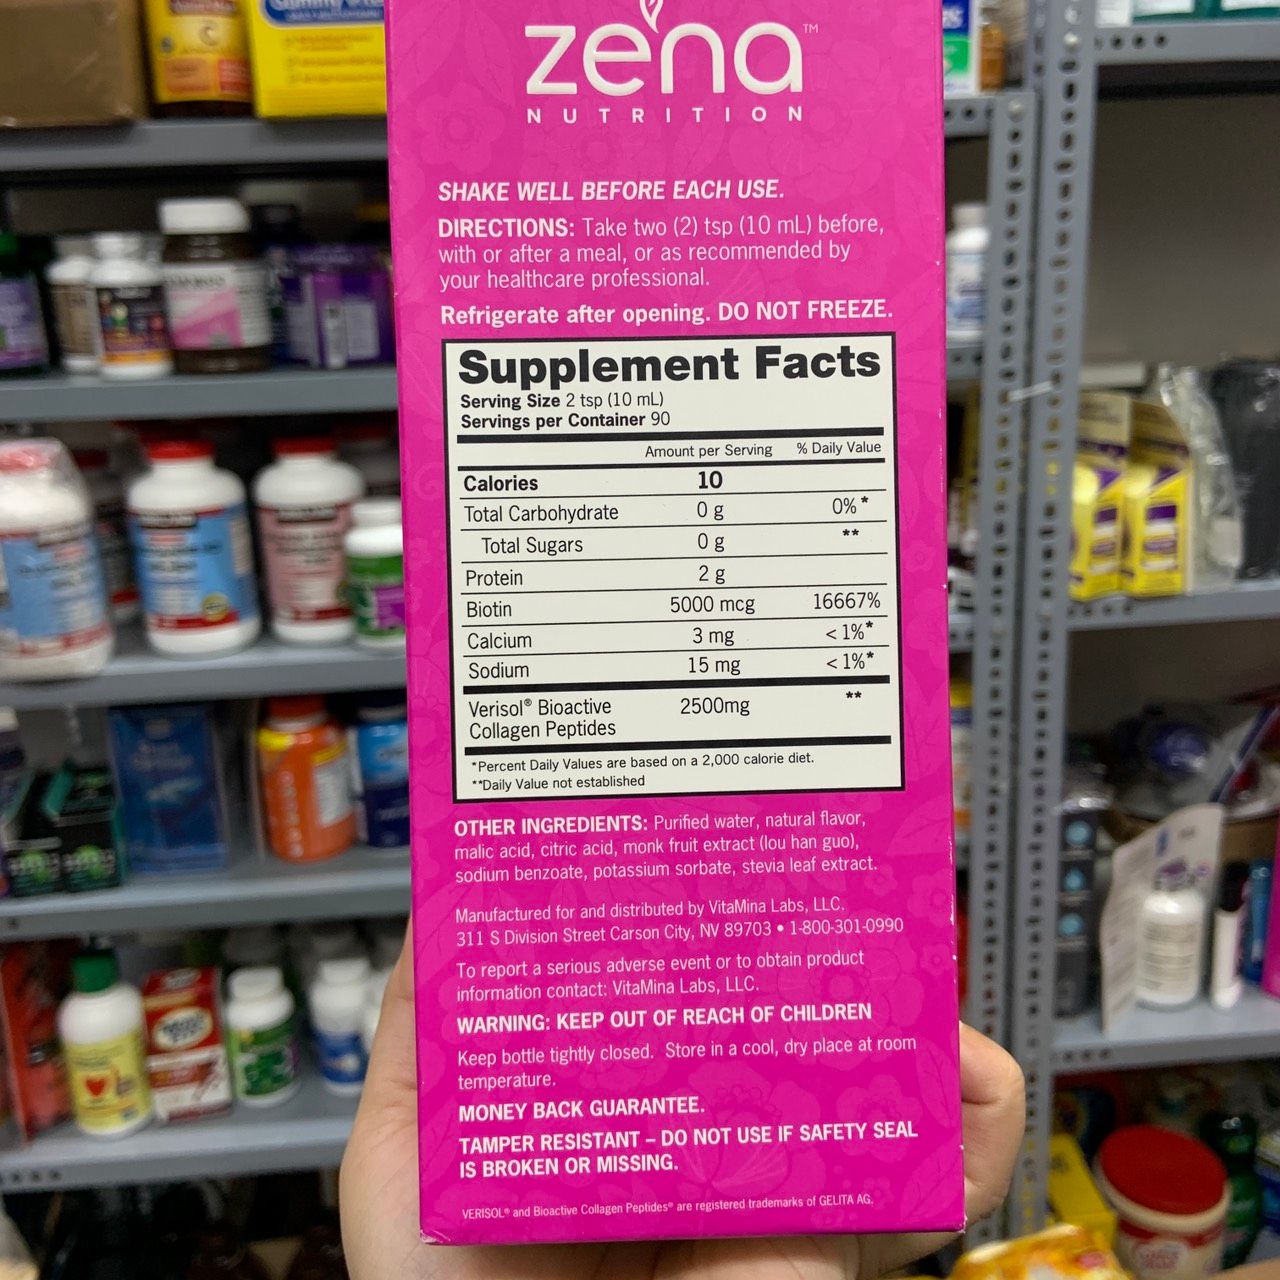 zena™
NUTRITION
SHAKE WELL BEFORE EACH USE.
DIRECTIONS: Take two (2) tsp (10 mL) before,
with or after a meal, or as recommended by
your healthcare professional.
Refrigerate after opening. DO NOT FREEZE.
Supplement Facts
Serving Size 2 tsp (10 mL)
Servings per Container 90
Amount per Serving % Daily Value
Calories 10
Total Carbohydrate 0 g 0% *
Total Sugars 0 g **
Protein 2 g
Biotin 5000 mcg 16667%
Calcium 3 mg < 1%*
Sodium 15 mg < 1%*
Verisol® Bioactive 2500mg **
Collagen Peptides
*Percent Daily Values are based on a 2,000 calorie diet.
**Daily Value not established
OTHER INGREDIENTS: Purified water, natural flavor,
malic acid, citric acid, monk fruit extract (lou han guo),
sodium benzoate, potassium sorbate, stevia leaf extract.
Manufactured for and distributed by VitaMina Labs, LLC.
311 S Division Street Carson City, NV 89703 • 1-800-301-0990
To report a serious adverse event or to obtain product
information contact: VitaMina Labs, LLC.
WARNING: KEEP OUT OF REACH OF CHILDREN
Keep bottle tightly closed. Store in a cool, dry place at room
temperature.
MONEY BACK GUARANTEE.
TAMPER RESISTANT – DO NOT USE IF SAFETY SEAL
IS BROKEN OR MISSING.
VERISOL® and Bioactive Collagen Peptides® are registered trademarks of GELITA AG.